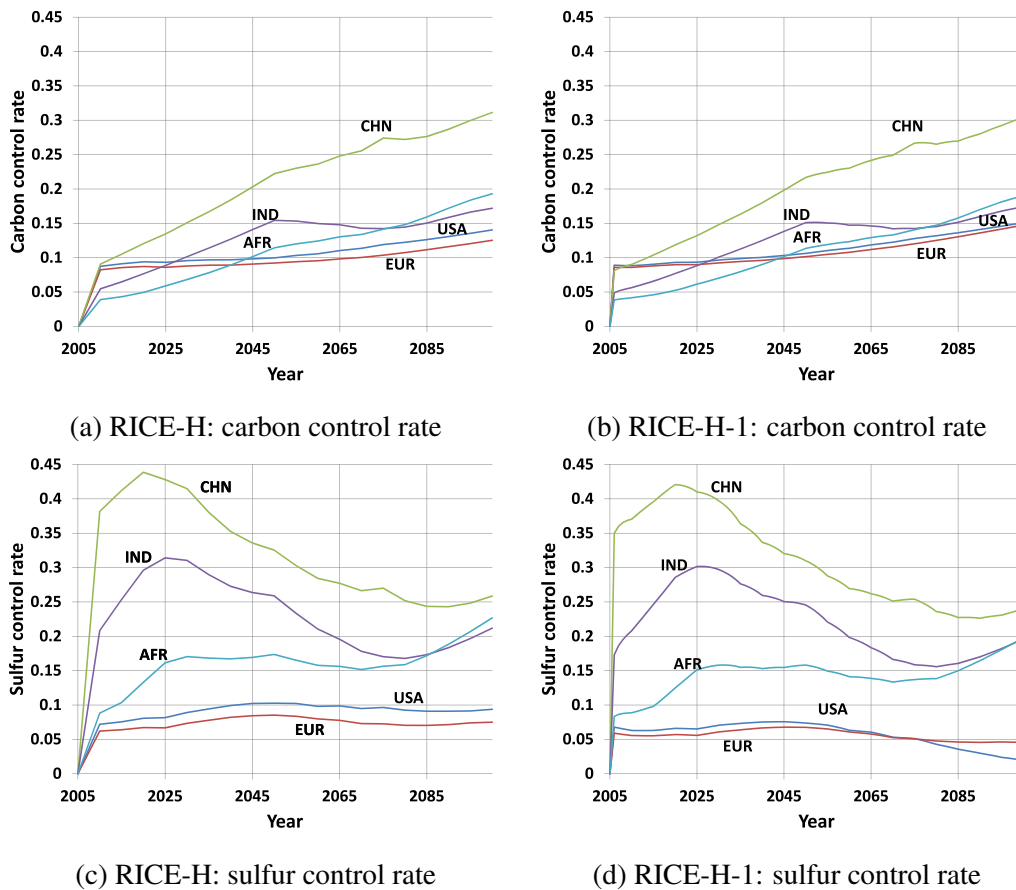 0.45
0.4
0.35
0.3
0.25
0.2
0.15
0.1
0.05
0
Carbon control rate
CHN
IND
AFR
USA
EUR
2005 2025 2045 2065 2085
Year
(a) RICE-H: carbon control rate
0.45
0.4
0.35
0.3
0.25
0.2
0.15
0.1
0.05
0
Carbon control rate
CHN
IND
AFR
USA
EUR
2005 2025 2045 2065 2085
Year
(b) RICE-H-1: carbon control rate
0.45
0.4
0.35
0.3
0.25
0.2
0.15
0.1
0.05
0
Sulfur control rate
CHN
IND
AFR
USA
EUR
2005 2025 2045 2065 2085
Year
(c) RICE-H: sulfur control rate
0.45
0.4
0.35
0.3
0.25
0.2
0.15
0.1
0.05
0
Sulfur control rate
CHN
IND
AFR
USA
EUR
2005 2025 2045 2065 2085
Year
(d) RICE-H-1: sulfur control rate